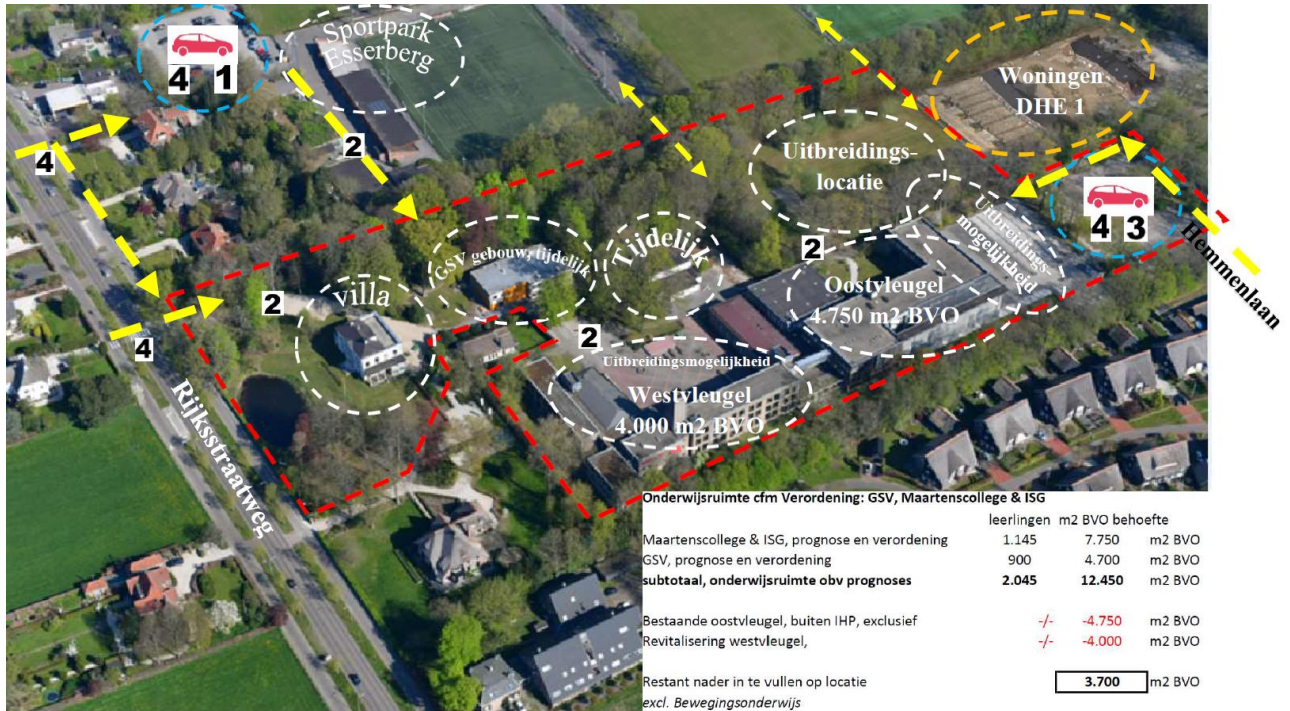 Sportpark
Esserberg
4 1
Woningen
DHE 1
4
2
Uitbreidings-
locatie
4 3
Hemmenlaan
Uitbreidings-
mogelijkheid
2
GSV gebouw, tijdelijk
Tijdelijk
2
villa
Oostvleugel
4.750 m2 BVO
4
2
Uitbreidingsmogelijkheid
Westvleugel
4.000 m2 BVO
Rijksstraatweg
Onderwijsruimte cfm Verordening: GSV, Maartenscollege & ISG
leerlingen m2 BVO behoefte
Maartenscollege & ISG, prognose en verordening 1.145 7.750 m2 BVO
GSV, prognose en verordening 900 4.700 m2 BVO
subtotaal, onderwijsruimte obv prognoses 2.045 12.450 m2 BVO
Bestaande oostvleugel, buiten IHP, exclusief -/- -4.750 m2 BVO
Revitalisering westvleugel, -/- -4.000 m2 BVO
Restant nader in te vullen op locatie 3.700 m2 BVO
excl. Bewegingsonderwijs